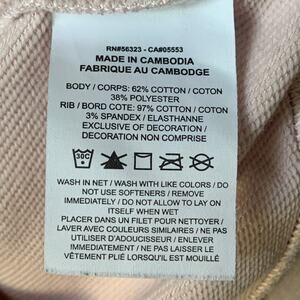 RN#56323 - CA#05553
MADE IN CAMBODIA
FABRIQUE AU CAMBODGE
BODY / CORPS: 62% COTTON / COTON
38% POLYESTER
RIB / BORD COTE: 97% COTTON / COTON
3% SPANDEX / ELASTHANNE
EXCLUSIVE OF DECORATION /
DECORATION NON COMPRISE
30C
WASH IN NET / WASH WITH LIKE COLORS / DO
NOT USE SOFTENERS / REMOVE
IMMEDIATELY / DO NOT ALLOW TO LAY ON
ITSELF WHEN WET
PLACER DANS UN FILET POUR NETTOYER /
LAVER AVEC COULEURS SIMILAIRES / NE PAS
UTILISER D'ADOUCISSEUR / ENLEVER
IMMEDIATEMENT / NE PAS LAISSER LE
VÊTEMENT PLIÉ LORSQU'IL EST MOUILLÉ